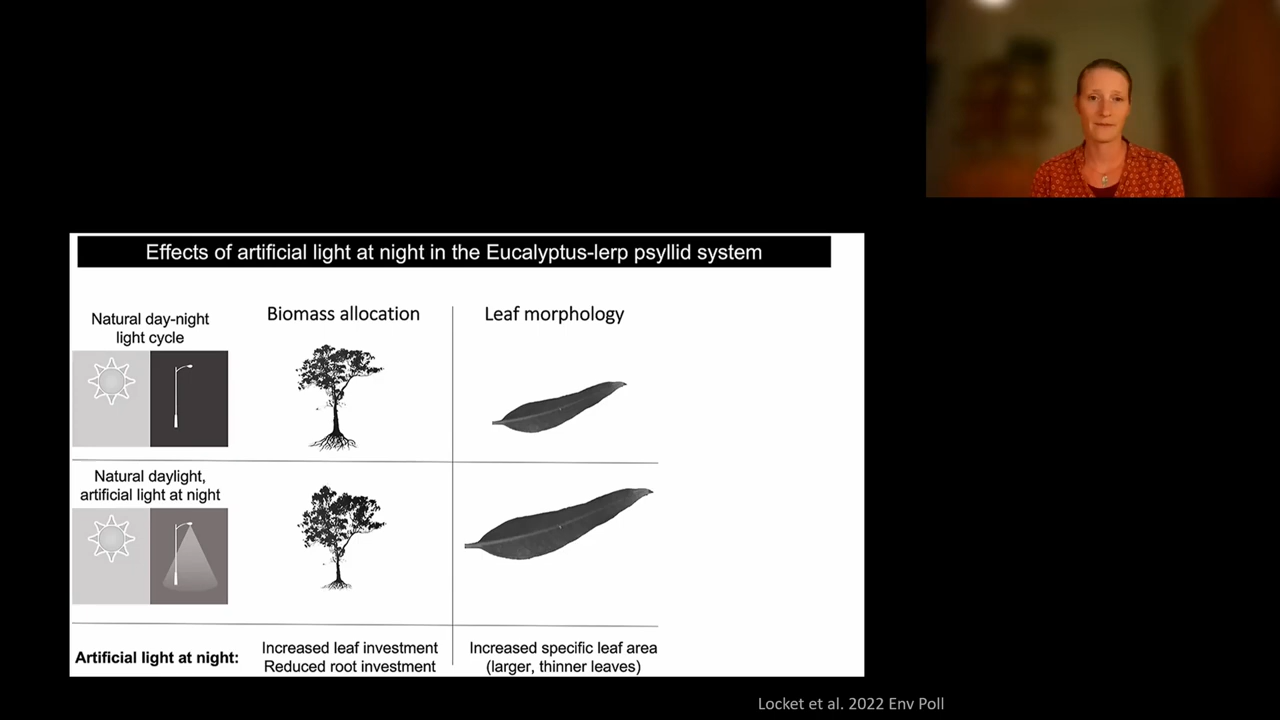 Effects of artificial light at night in the Eucalyptus-lerp psyllid system
Natural day-night
light cycle
Biomass allocation
Leaf morphology
Natural daylight,
artificial light at night
Artificial light at night:
Increased leaf investment
Reduced root investment
Increased specific leaf area
(larger, thinner leaves)
Locket et al. 2022 Env Poll